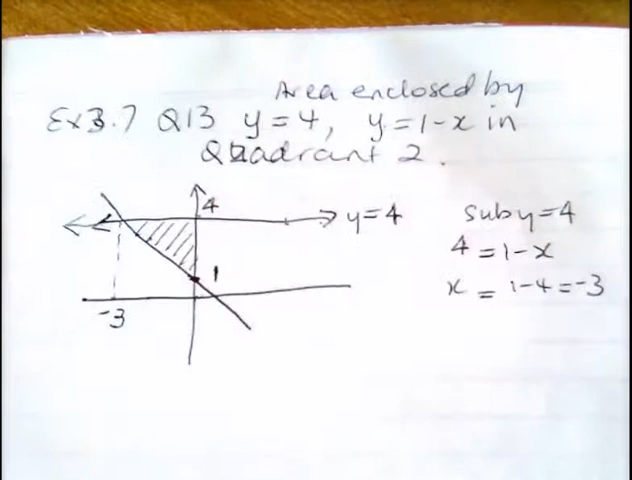 Area enclosed by
Ex3.7 Q13 y=4, y=1-x in
Quadrant 2.
4
y=4
1
-3
sub y=4
4 = 1-x
x = 1-4 = -3